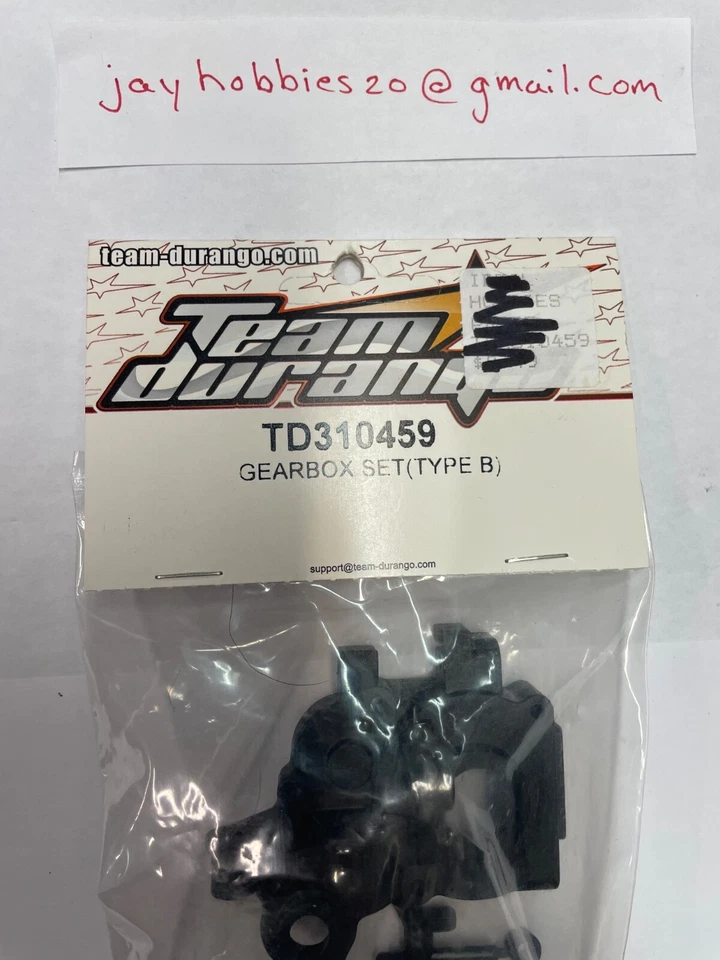 jayhobbies20@gmail.com
team-durango.com
Team
durango
TD310459
GEARBOX SET(TYPE B)
support@team-durango.com